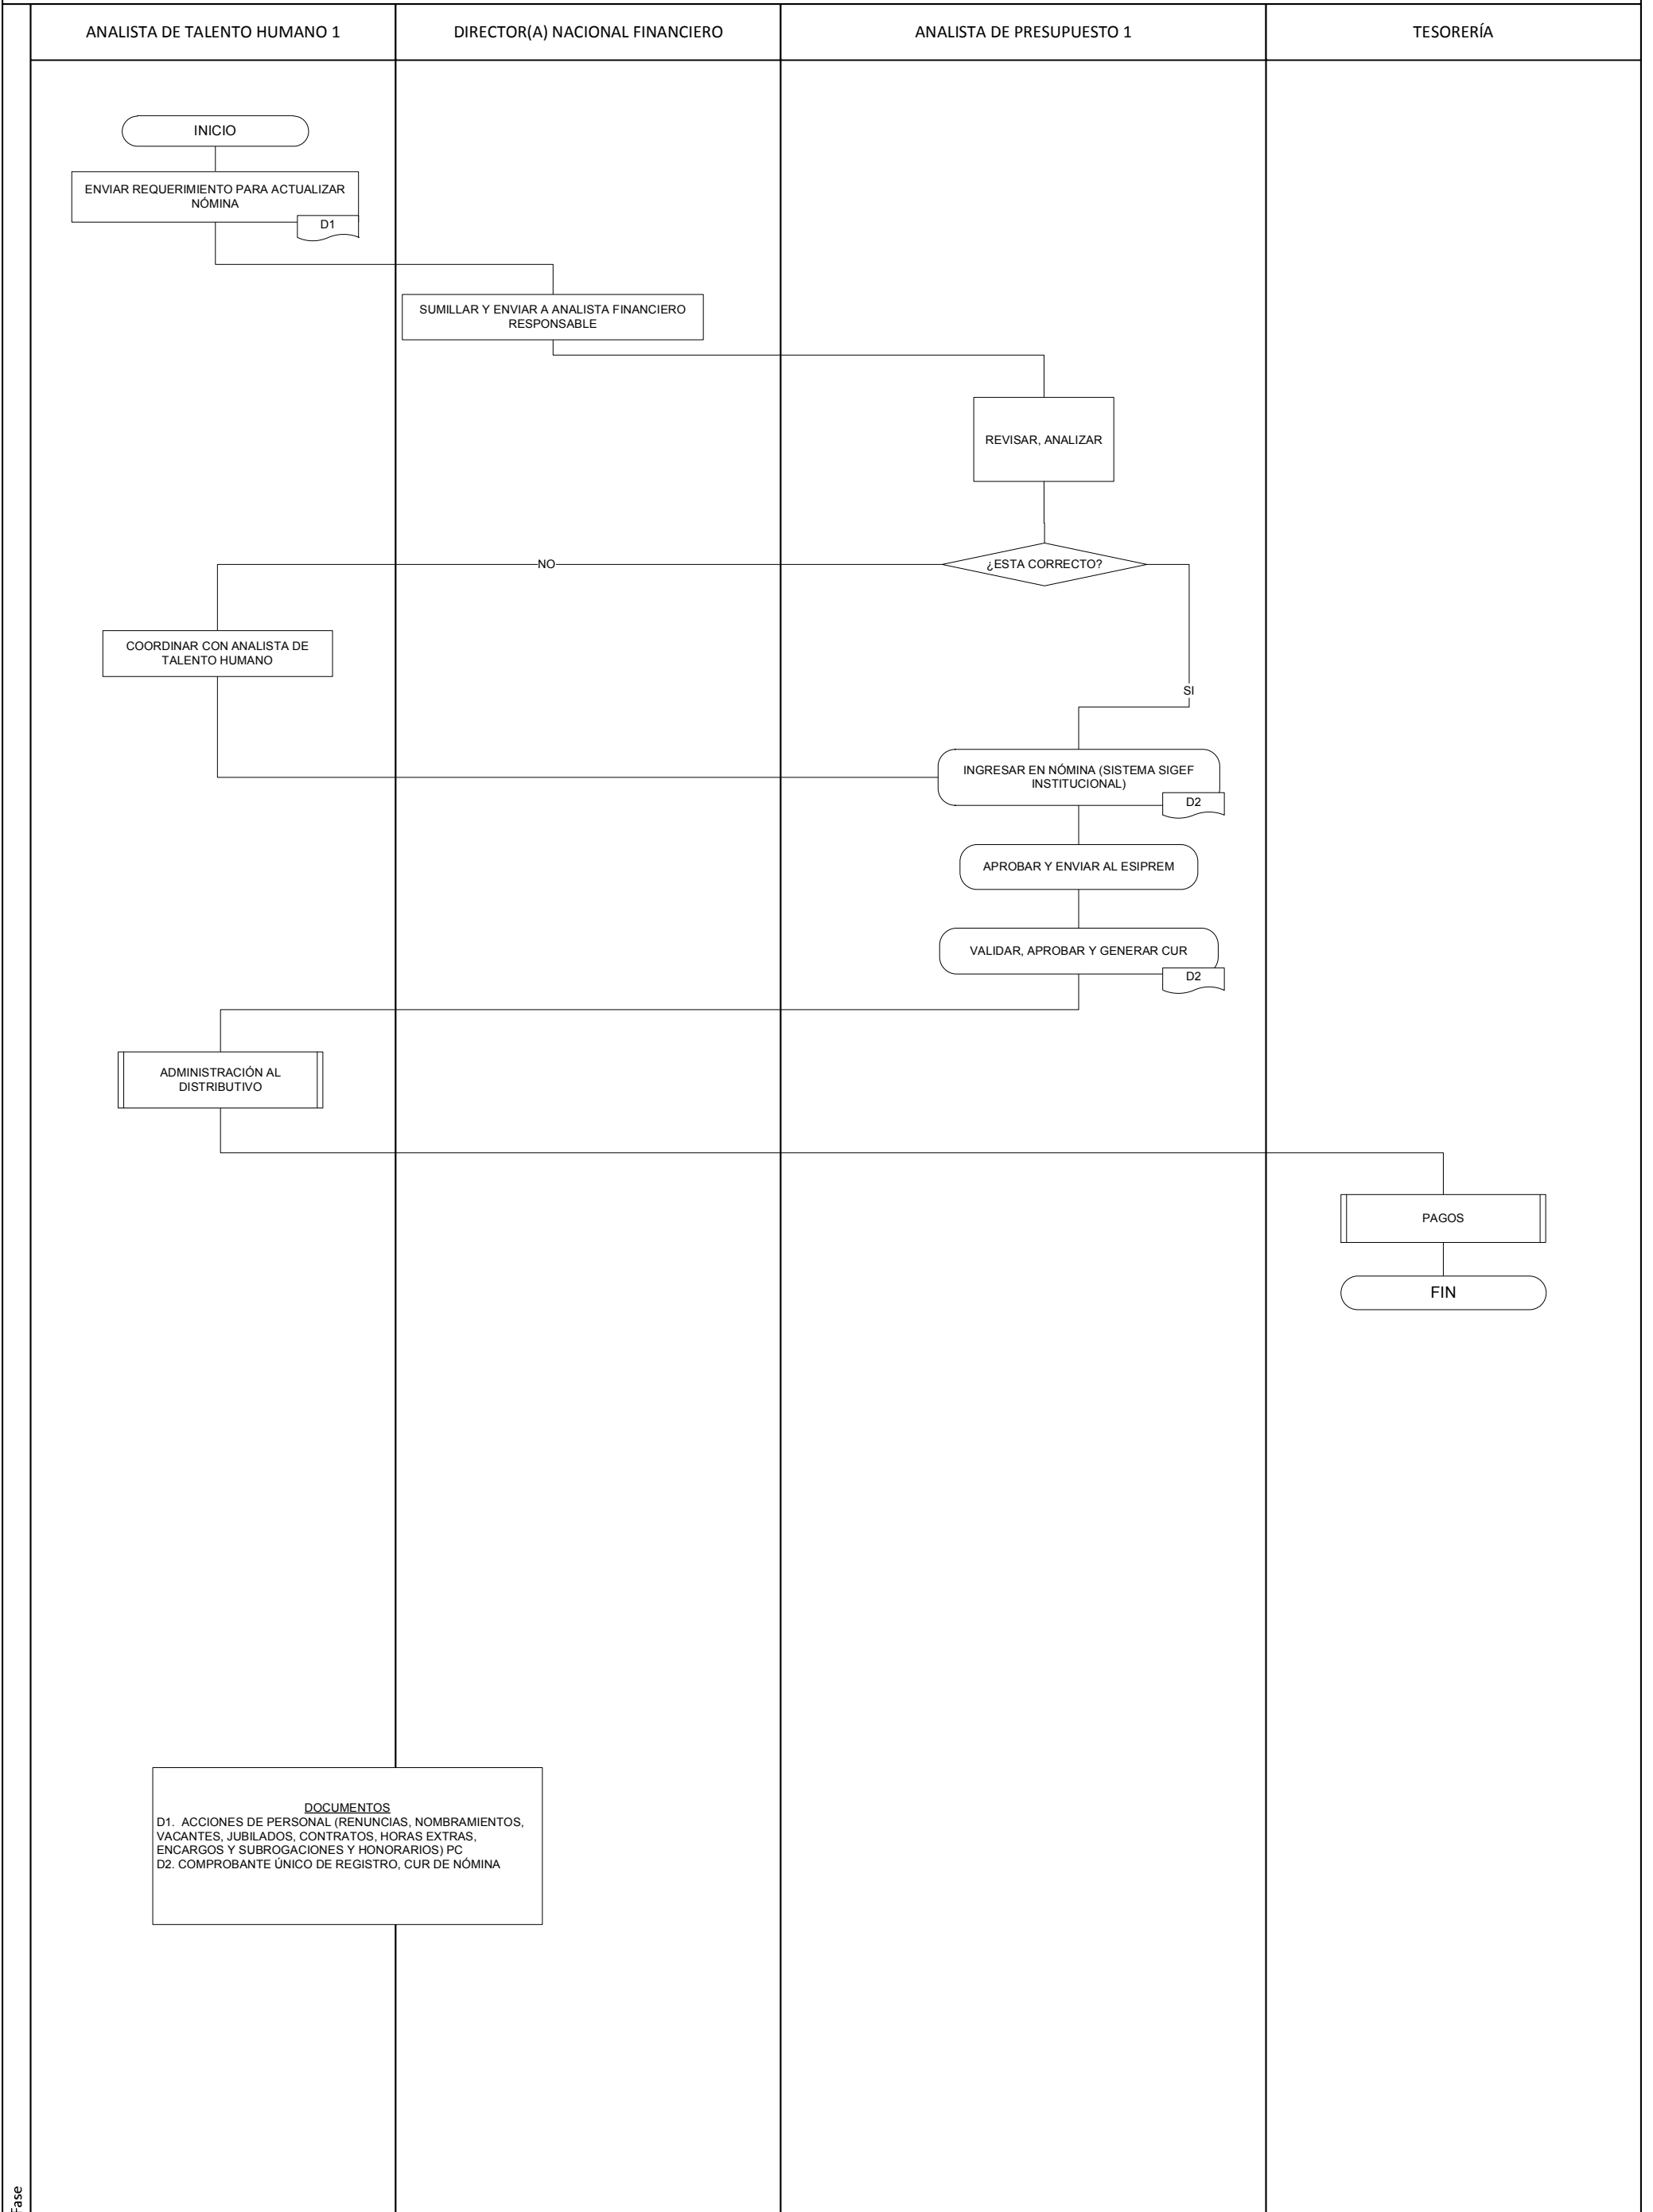 ANALISTA DE TALENTO HUMANO 1
DIRECTOR(A) NACIONAL FINANCIERO
ANALISTA DE PRESUPUESTO 1
TESORERÍA
INICIO
ENVIAR REQUERIMIENTO PARA ACTUALIZAR
NÓMINA
D1
SUMILLAR Y ENVIAR A ANALISTA FINANCIERO
RESPONSABLE
REVISAR, ANALIZAR
¿ESTA CORRECTO?
NO
COORDINAR CON ANALISTA DE
TALENTO HUMANO
SI
INGRESAR EN NÓMINA (SISTEMA SIGEF
INSTITUCIONAL)
D2
APROBAR Y ENVIAR AL ESIPREM
VALIDAR, APROBAR Y GENERAR CUR
D2
ADMINISTRACIÓN AL
DISTRIBUTIVO
PAGOS
FIN
DOCUMENTOS
D1.  ACCIONES DE PERSONAL (RENUNCIAS, NOMBRAMIENTOS,
VACANTES, JUBILADOS, CONTRATOS, HORAS EXTRAS,
ENCARGOS Y SUBROGACIONES Y HONORARIOS) PC
D2. COMPROBANTE ÚNICO DE REGISTRO, CUR DE NÓMINA
Fase